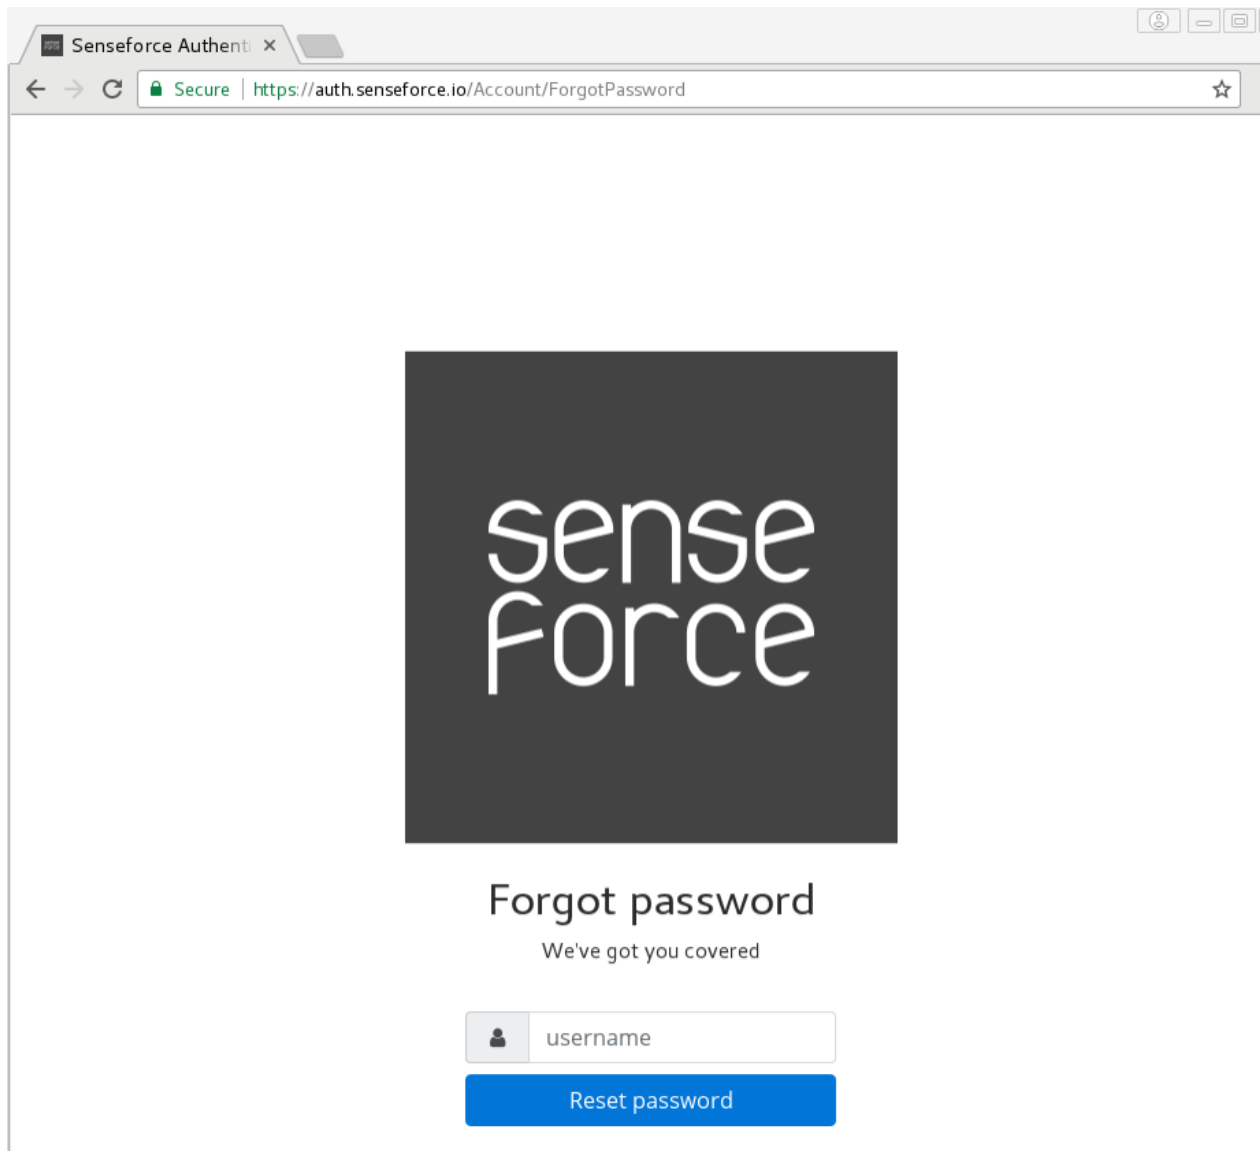 Senseforce Authenti
Secure https://auth.senseforce.io/Account/ForgotPassword
sense
force
Forgot password
We've got you covered
username
Reset password